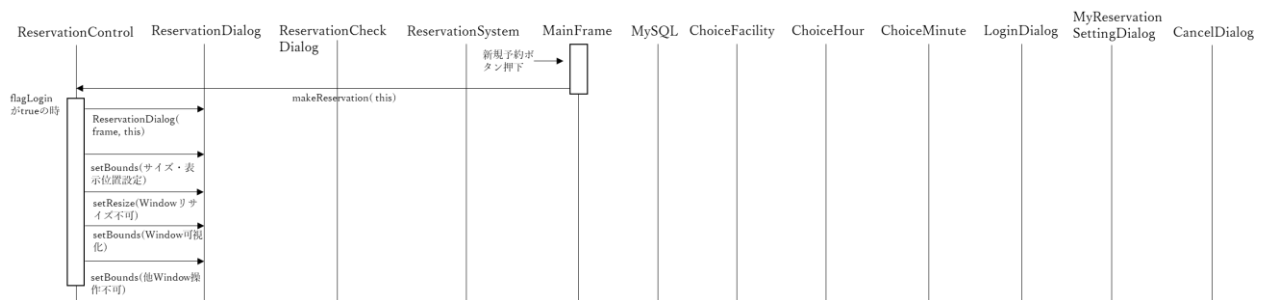 ReservationControl
ReservationDialog
ReservationCheck
Dialog
ReservationSystem
MainFrame
MySQL
ChoiceFacility
ChoiceHour
ChoiceMinute
LoginDialog
MyReservation
SettingDialog
CancelDialog
新規予約ボ
タン押下
makeReservation( this)
flagLogin
がtrueの時
ReservationDialog(
frame, this)
setBounds(サイズ・表
示位置設定)
setResize(Windowリサ
イズ不可)
setBounds(Window可視
化)
setBounds(他Window操
作不可)